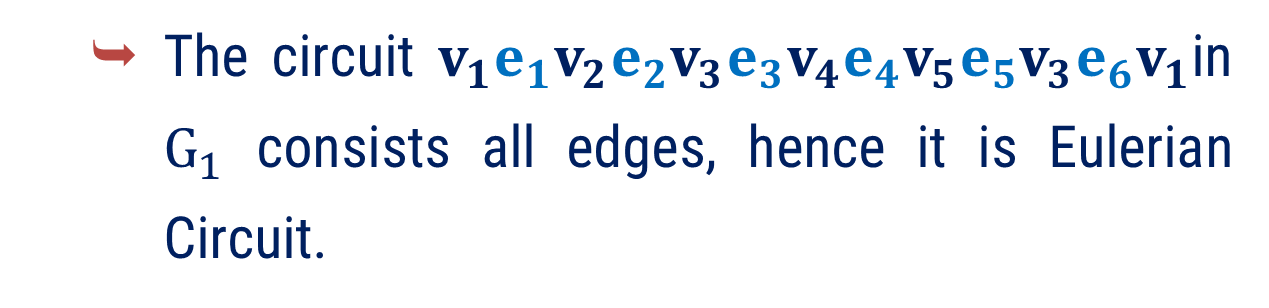 The circuit v₁e₁v₂e₂v₃e₃v₄e₄v₅e₅v₃e₆v₁in
G₁ consists all edges, hence it is Eulerian
Circuit.